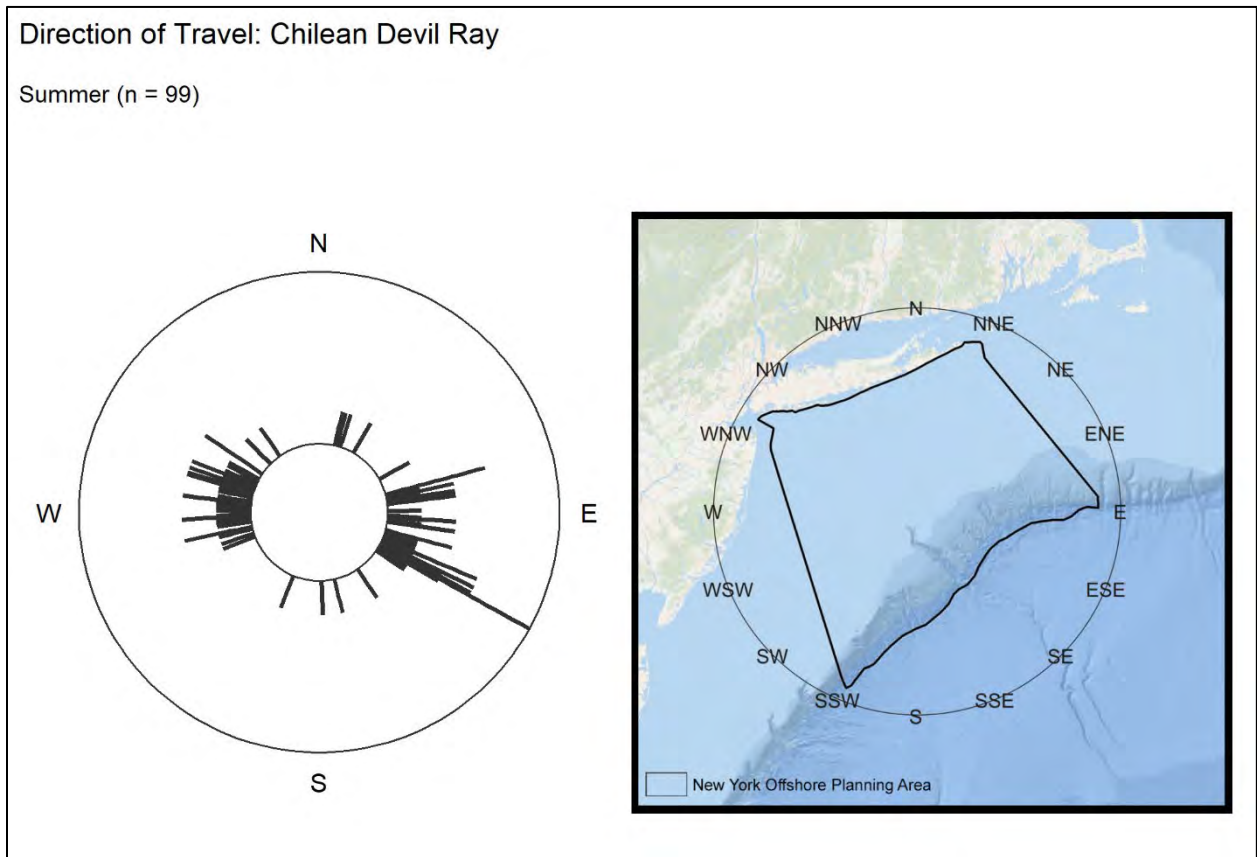 Direction of Travel: Chilean Devil Ray
Summer (n = 99)
N
W
E
S
N
NNW
NNE
NW
NE
WNW
ENE
W
E
WSW
ESE
SW
SE
SSW
SSE
S
New York Offshore Planning Area